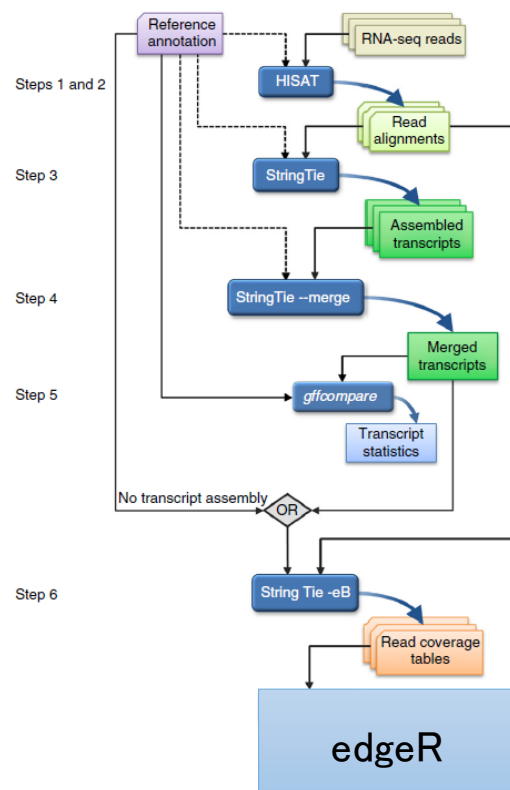 Reference
annotation
RNA-seq reads
Steps 1 and 2
HISAT
Read
alignments
Step 3
StringTie
Assembled
transcripts
Step 4
StringTie --merge
Merged
transcripts
Step 5
gffcompare
Transcript
statistics
No transcript assembly
OR
Step 6
String Tie -eB
Read coverage
tables
edgeR